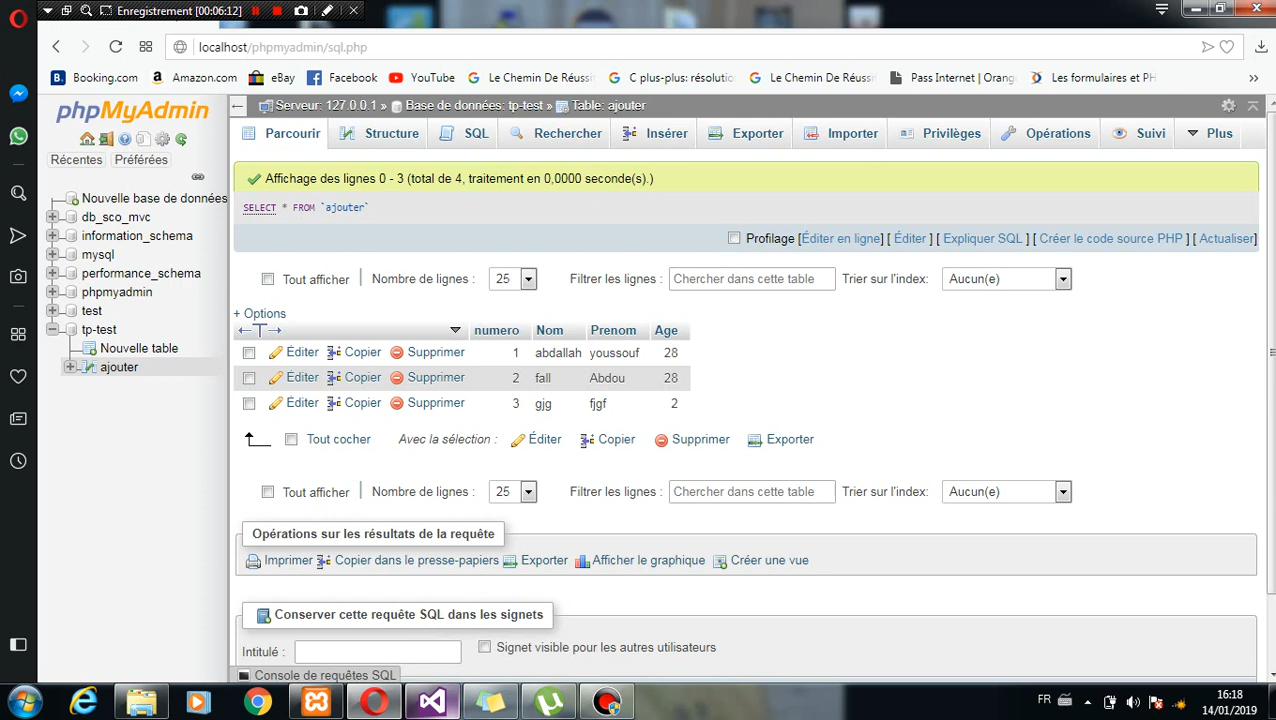 Enregistrement [00:06:12]
localhost/phpmyadmin/sql.php
B. Booking.com a Amazon.com eBay Facebook YouTube G Le Chemin De Réussi G C plus-plus: résolutio G Le Chemin De Réussi Pass Internet | Orang Les formulaires et PH »
phpMyAdmin
Récentes Préférées
Nouvelle base de données
db_sco_mvc
information_schema
mysql
performance_schema
phpmyadmin
test
tp-test
Nouvelle table
ajouter
Serveur: 127.0.0.1 » Base de données: tp-test » Table: ajouter
Parcourir Structure SQL Rechercher Insérer Exporter Importer Privilèges Opérations Suivi Plus
Affichage des lignes 0 - 3 (total de 4, traitement en 0,0000 seconde(s).)
SELECT * FROM `ajouter`
Profilage [Éditer en ligne] [ Éditer ] [ Expliquer SQL ] [ Créer le code source PHP ] [ Actualiser]
Tout afficher Nombre de lignes : 25 Filtrer les lignes : Chercher dans cette table Trier sur l'index: Aucun(e)
+ Options
numero Nom Prenom Age
Éditer Copier Supprimer 1 abdallah youssouf 28
Éditer Copier Supprimer 2 fall Abdou 28
Éditer Copier Supprimer 3 gjg fjgf 2
Tout cocher Avec la sélection : Éditer Copier Supprimer Exporter
Tout afficher Nombre de lignes : 25 Filtrer les lignes : Chercher dans cette table Trier sur l'index: Aucun(e)
Opérations sur les résultats de la requête
Imprimer Copier dans le presse-papiers Exporter Afficher le graphique Créer une vue
Conserver cette requête SQL dans les signets
Intitulé : Signet visible pour les autres utilisateurs
Console de requêtes SQL
FR 16:18
14/01/2019